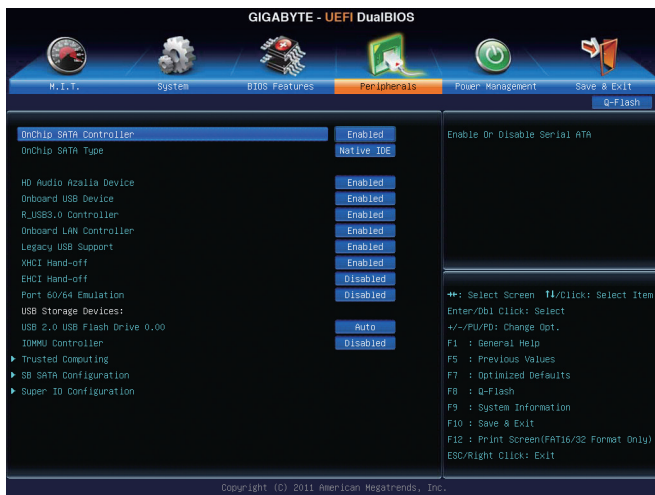 GIGABYTE - UEFI DualBIOS
M.I.T. System BIOS Features Peripherals Power Management Save & Exit
Q-Flash
OnChip SATA Controller Enabled
OnChip SATA Type Native IDE
HD Audio Azalia Device Enabled
Onboard USB Device Enabled
R_USB3.0 Controller Enabled
Onboard LAN Controller Enabled
Legacy USB Support Enabled
XHCI Hand-off Enabled
EHCI Hand-off Disabled
Port 60/64 Emulation Disabled
USB Storage Devices:
USB 2.0 USB Flash Drive 0.00 Auto
IOMMU Controller Disabled
Trusted Computing
SB SATA Configuration
Super IO Configuration
Enable Or Disable Serial ATA
→←: Select Screen ↑↓/Click: Select Item
Enter/Dbl Click: Select
+/-/PU/PD: Change Opt.
F1 : General Help
F5 : Previous Values
F7 : Optimized Defaults
F8 : Q-Flash
F9 : System Information
F10 : Save & Exit
F12 : Print Screen(FAT16/32 Format Only)
ESC/Right Click: Exit
Copyright (C) 2011 American Megatrends, Inc.